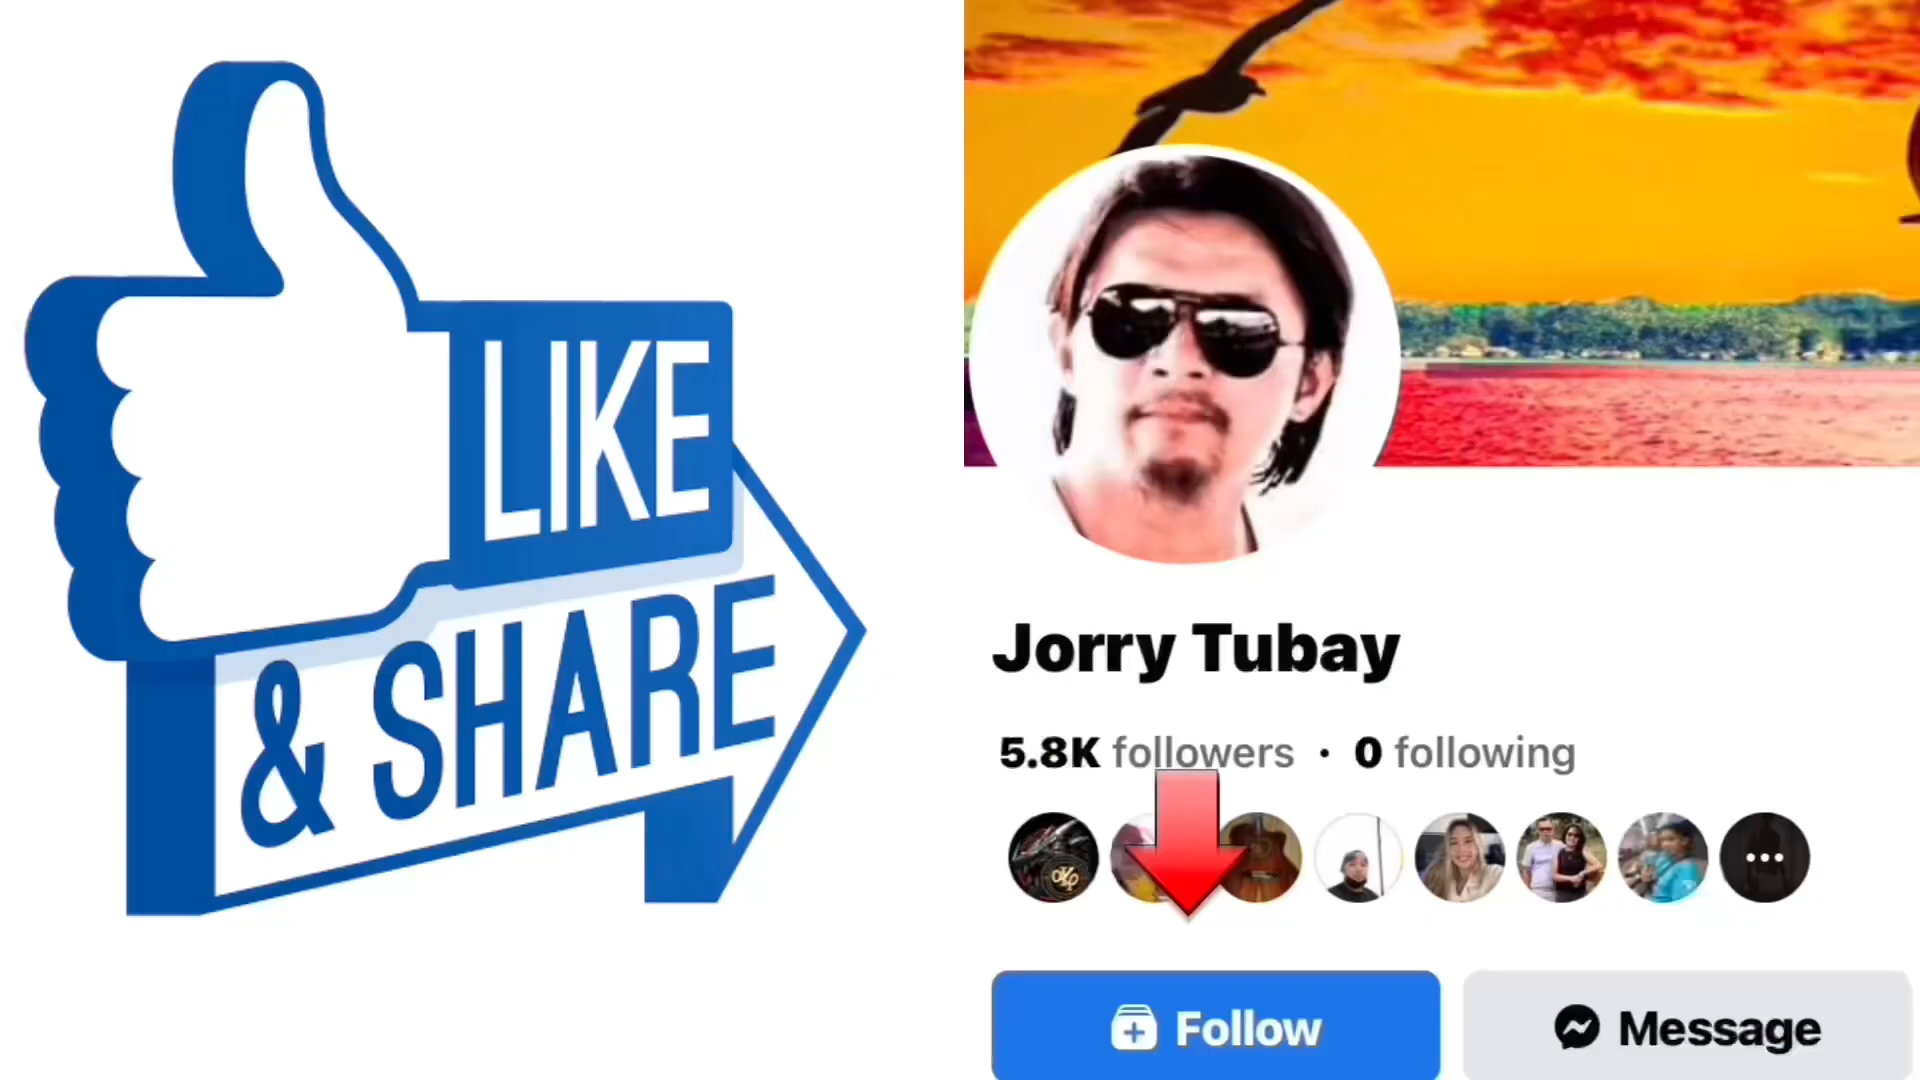 LIKE
& SHARE
Jorry Tubay
5.8K followers · 0 following
Follow
Message